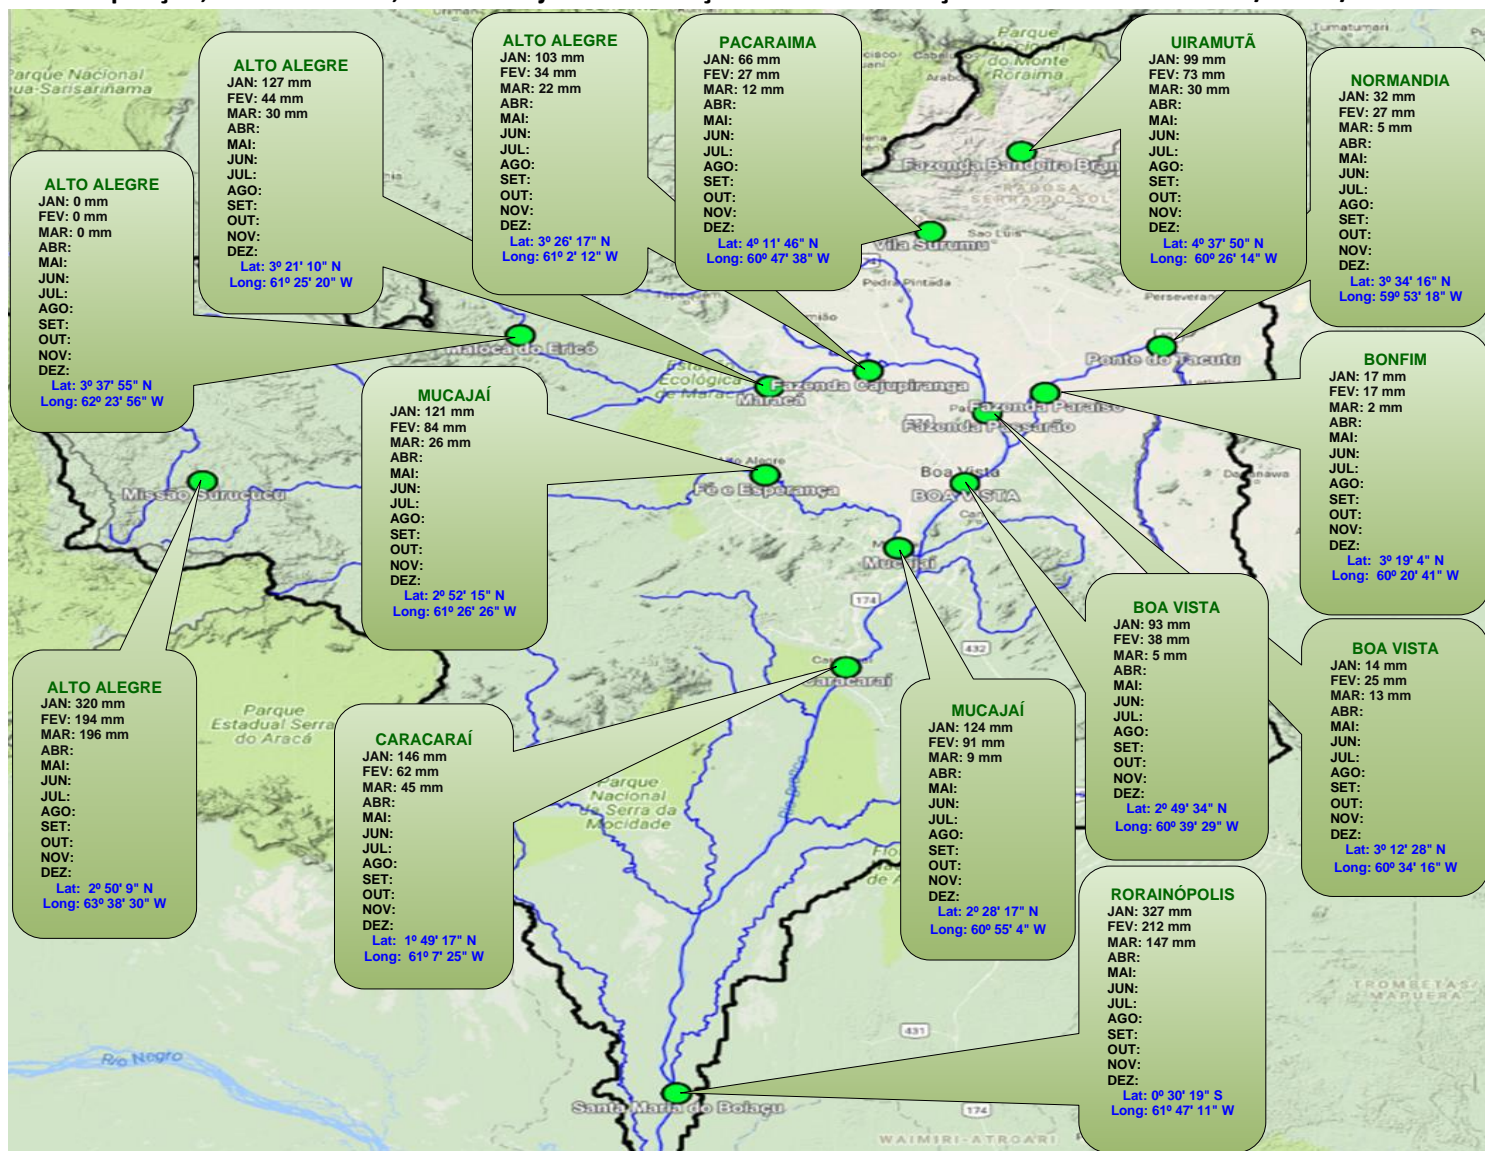 ALTO ALEGRE
JAN: 0 mm
FEV: 0 mm
MAR: 0 mm
ABR:
MAI:
JUN:
JUL:
AGO:
SET:
OUT:
NOV:
DEZ:
Lat: 3º 37' 55" N
Long: 62º 23' 56" W
ALTO ALEGRE
JAN: 127 mm
FEV: 44 mm
MAR: 30 mm
ABR:
MAI:
JUN:
JUL:
AGO:
SET:
OUT:
NOV:
DEZ:
Lat: 3º 21' 10" N
Long: 61º 25' 20" W
ALTO ALEGRE
JAN: 103 mm
FEV: 34 mm
MAR: 22 mm
ABR:
MAI:
JUN:
JUL:
AGO:
SET:
OUT:
NOV:
DEZ:
Lat: 3º 26' 17" N
Long: 61º 2' 12" W
PACARAIMA
JAN: 66 mm
FEV: 27 mm
MAR: 12 mm
ABR:
MAI:
JUN:
JUL:
AGO:
SET:
OUT:
NOV:
DEZ:
Lat: 4º 11' 46" N
Long: 60º 47' 38" W
UIRAMUTÃ
JAN: 99 mm
FEV: 73 mm
MAR: 30 mm
ABR:
MAI:
JUN:
JUL:
AGO:
SET:
OUT:
NOV:
DEZ:
Lat: 4º 37' 50" N
Long: 60º 26' 14" W
NORMANDIA
JAN: 32 mm
FEV: 27 mm
MAR: 5 mm
ABR:
MAI:
JUN:
JUL:
AGO:
SET:
OUT:
NOV:
DEZ:
Lat: 3º 34' 16" N
Long: 59º 53' 18" W
BONFIM
JAN: 17 mm
FEV: 17 mm
MAR: 2 mm
ABR:
MAI:
JUN:
JUL:
AGO:
SET:
OUT:
NOV:
DEZ:
Lat: 3º 19' 4" N
Long: 60º 20' 41" W
MUCAJAÍ
JAN: 121 mm
FEV: 84 mm
MAR: 26 mm
ABR:
MAI:
JUN:
JUL:
AGO:
SET:
OUT:
NOV:
DEZ:
Lat: 2º 52' 15" N
Long: 61º 26' 26" W
ALTO ALEGRE
JAN: 320 mm
FEV: 194 mm
MAR: 196 mm
ABR:
MAI:
JUN:
JUL:
AGO:
SET:
OUT:
NOV:
DEZ:
Lat: 2º 50' 9" N
Long: 63º 38' 30" W
CARACARAÍ
JAN: 146 mm
FEV: 62 mm
MAR: 45 mm
ABR:
MAI:
JUN:
JUL:
AGO:
SET:
OUT:
NOV:
DEZ:
Lat: 1º 49' 17" N
Long: 61º 7' 25" W
MUCAJAÍ
JAN: 124 mm
FEV: 91 mm
MAR: 9 mm
ABR:
MAI:
JUN:
JUL:
AGO:
SET:
OUT:
NOV:
DEZ:
Lat: 2º 28' 17" N
Long: 60º 55' 4" W
BOA VISTA
JAN: 93 mm
FEV: 38 mm
MAR: 5 mm
ABR:
MAI:
JUN:
JUL:
AGO:
SET:
OUT:
NOV:
DEZ:
Lat: 2º 49' 34" N
Long: 60º 39' 29" W
BOA VISTA
JAN: 14 mm
FEV: 25 mm
MAR: 13 mm
ABR:
MAI:
JUN:
JUL:
AGO:
SET:
OUT:
NOV:
DEZ:
Lat: 3º 12' 28" N
Long: 60º 34' 16" W
RORAINÓPOLIS
JAN: 327 mm
FEV: 212 mm
MAR: 147 mm
ABR:
MAI:
JUN:
JUL:
AGO:
SET:
OUT:
NOV:
DEZ:
Lat: 0º 30' 19" S
Long: 61º 47' 11" W
Parque Nacional
Parque
do Monte
Roraima
Tumatumari
Fazenda Bandeira
RAPOSA
SERRA DO SOL
Vila Surumu
Sao Luis
Pedra Pintada
Maloca do Ericó
Ecológica
Maracá
Fazenda Cajupiranga
Ponte do Tacutu
Fazenda Paraíso
Fazenda Passarão
Missão Surucucu
Fé e Esperança
Boa Vista
BOA VISTA
Mucajaí
174
432
Caracaraí
Parque
Estadual Serra
do Aracá
Parque
Nacional
da Serra da
Mocidade
Rio Branco
Rio Negro
TROMBETAS/
MAPUERA
431
Santa Maria do Boiaçu
174
WAIMIRI-ATROARI